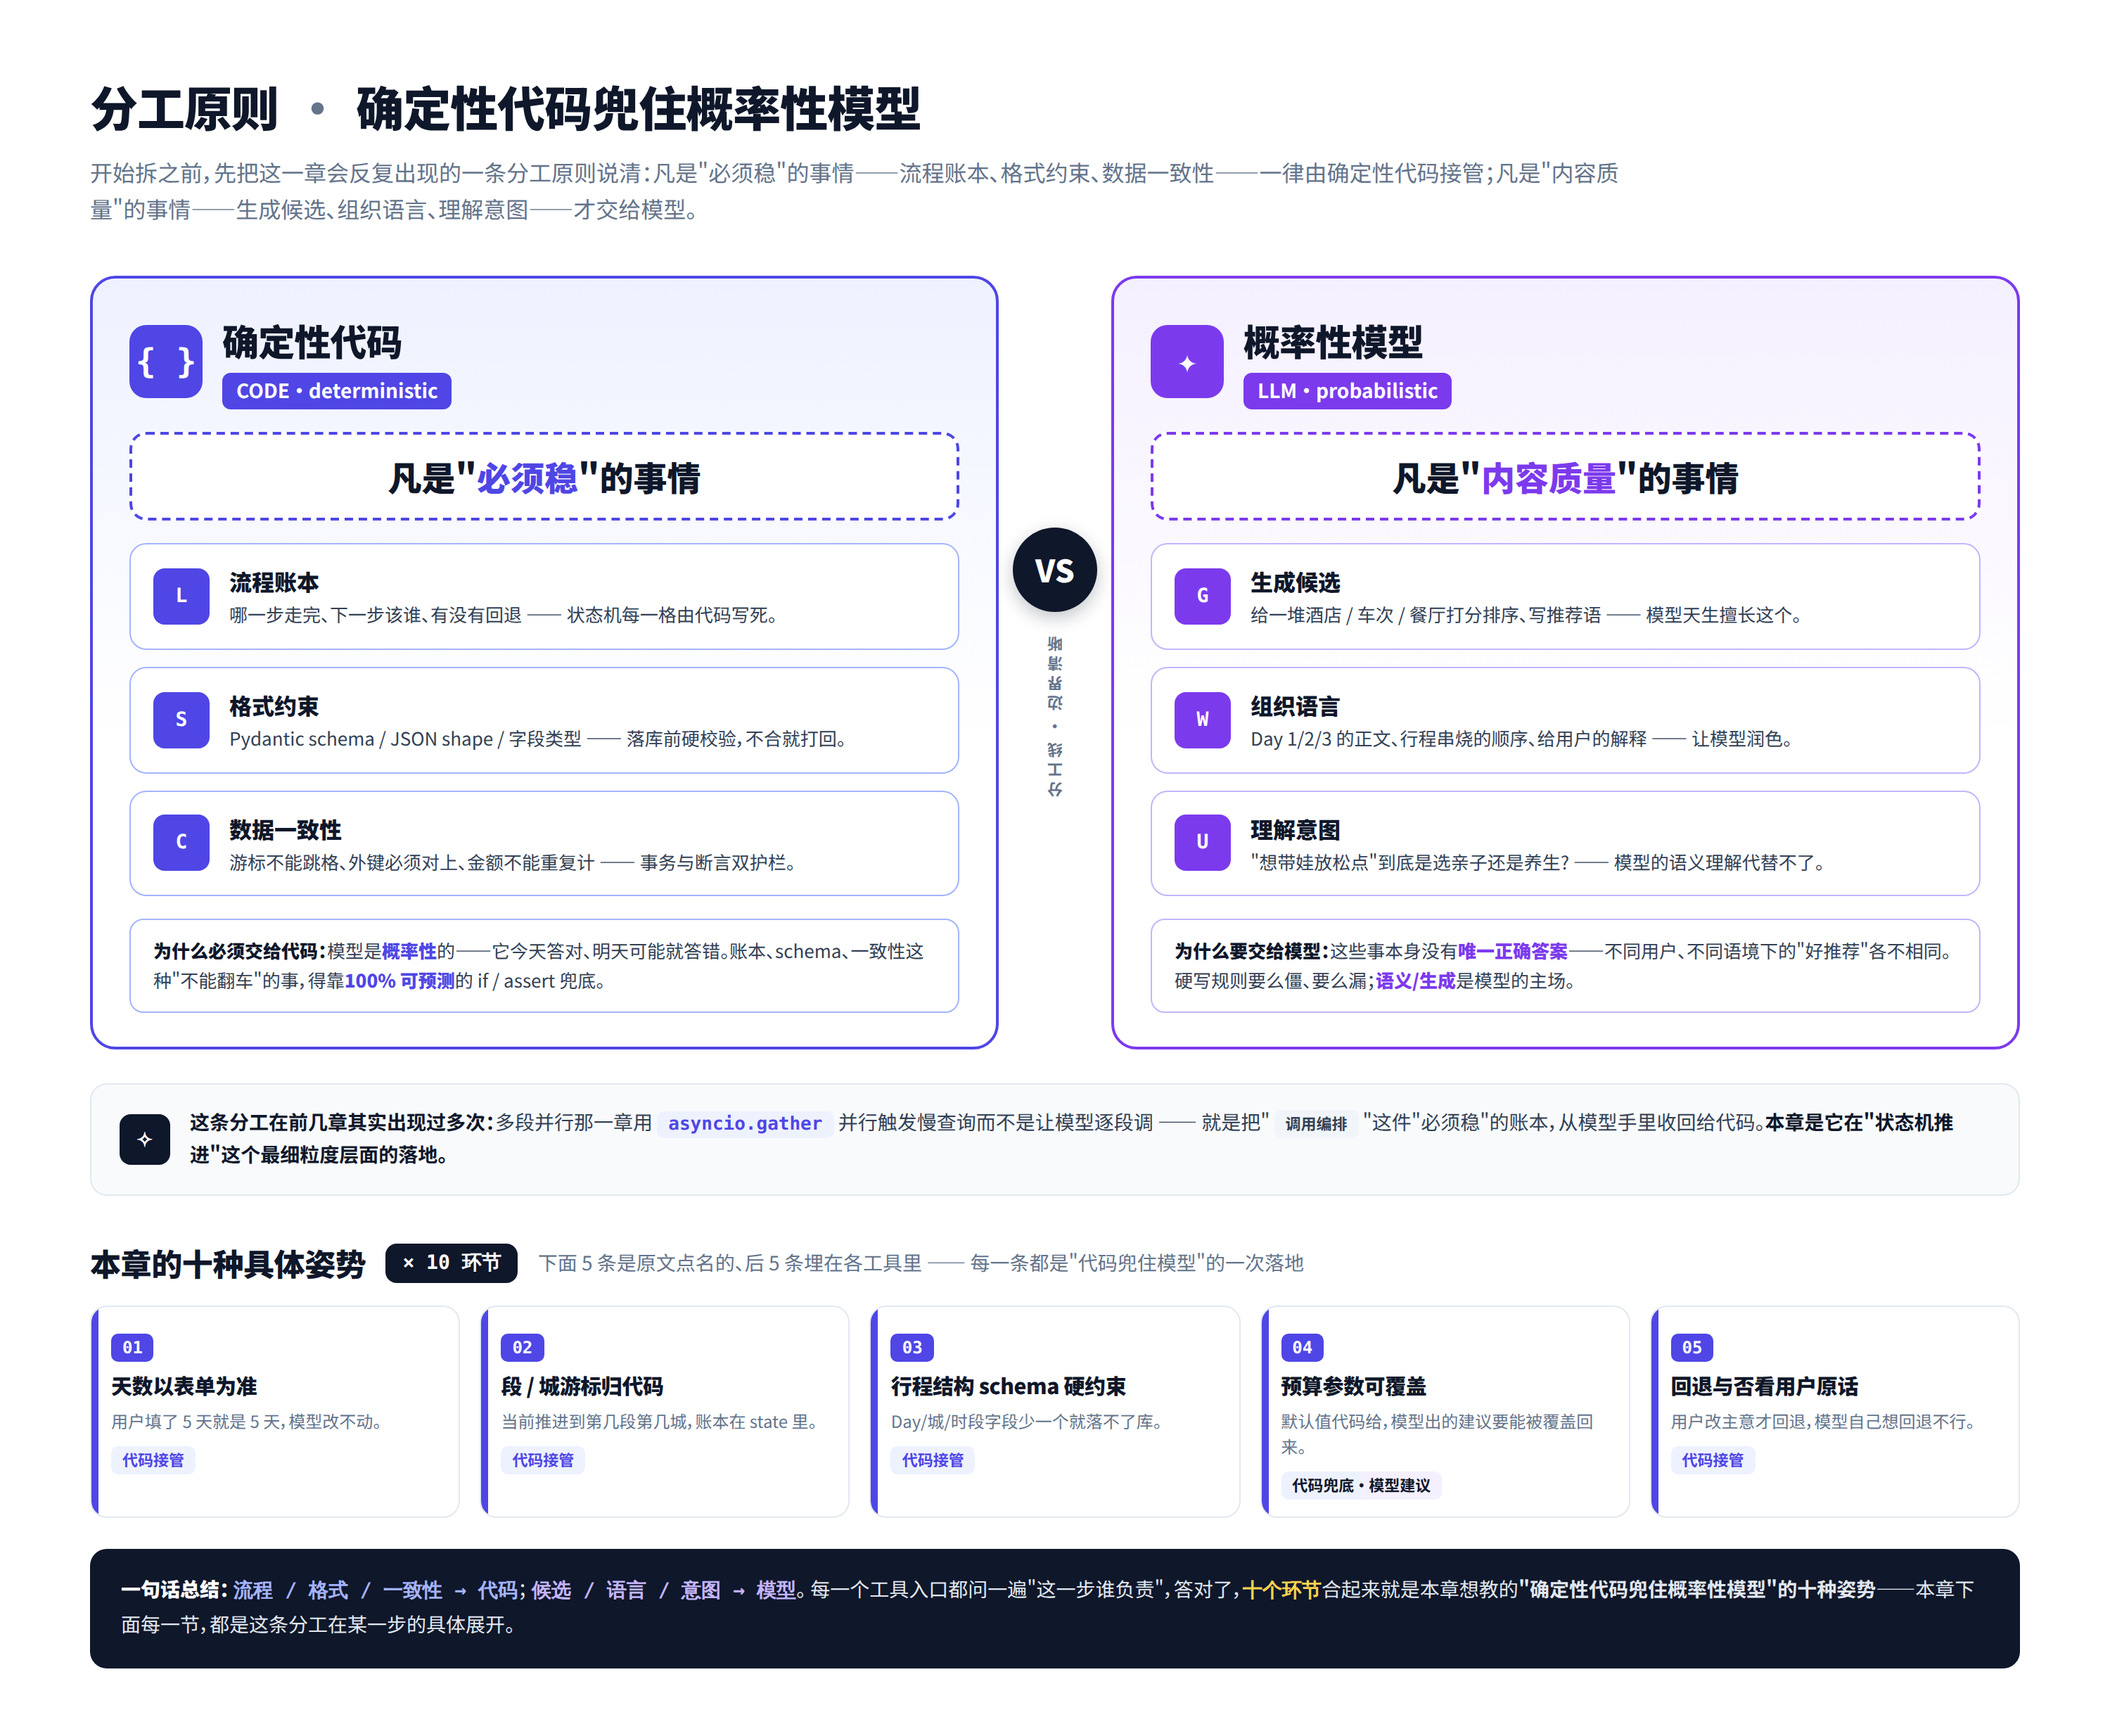 分工原则 · 确定性代码兜住概率性模型
开始拆之前，先把这一章会反复出现的一条分工原则说清：凡是"必须稳"的事情——流程账本、格式约束、数据一致性——一律由确定性代码接管；凡是"内容质
量"的事情——生成候选、组织语言、理解意图——才交给模型。
{ }
确定性代码
CODE · deterministic
凡是"必须稳"的事情
L
流程账本
哪一步走完、下一步该谁、有没有回退 —— 状态机每一格由代码写死。
S
格式约束
Pydantic schema / JSON shape / 字段类型 —— 落库前硬校验，不合就打回。
C
数据一致性
游标不能跳格、外键必须对上、金额不能重复计 —— 事务与断言双护栏。
为什么必须交给代码：模型是概率性的——它今天答对、明天可能就答错。账本、schema、一致性这
种"不能翻车"的事，得靠100% 可预测的 if / assert 兜底。
VS
分工线 · 边界清晰
✦
概率性模型
LLM · probabilistic
凡是"内容质量"的事情
G
生成候选
给一堆酒店 / 车次 / 餐厅打分排序、写推荐语 —— 模型天生擅长这个。
W
组织语言
Day 1/2/3 的正文、行程串烧的顺序、给用户的解释 —— 让模型润色。
U
理解意图
"想带娃放松点"到底是选亲子还是养生? —— 模型的语义理解代替不了。
为什么要交给模型：这些事本身没有唯一正确答案——不同用户、不同语境下的"好推荐"各不相同。
硬写规则要么僵、要么漏；语义/生成是模型的主场。
✧
这条分工在前几章其实出现过多次：多段并行那一章用 asyncio.gather 并行触发慢查询而不是让模型逐段调 —— 就是把" 调用编排 "这件"必须稳"的账本，从模型手里收回给代码。本章是它在"状态机推
进"这个最细粒度层面的落地。
本章的十种具体姿势 × 10 环节 下面 5 条是原文点名的、后 5 条埋在各工具里 —— 每一条都是"代码兜住模型"的一次落地
01
天数以表单为准
用户填了 5 天就是 5 天，模型改不动。
代码接管
02
段 / 城游标归代码
当前推进到第几段第几城，账本在 state 里。
代码接管
03
行程结构 schema 硬约束
Day/城/时段字段少一个就落不了库。
代码接管
04
预算参数可覆盖
默认值代码给，模型出的建议要能被覆盖回
来。
代码兜底 · 模型建议
05
回退与否看用户原话
用户改主意才回退，模型自己想回退不行。
代码接管
一句话总结：流程 / 格式 / 一致性 → 代码；候选 / 语言 / 意图 → 模型。每一个工具入口都问一遍"这一步谁负责"，答对了，十个环节合起来就是本章想教的"确定性代码兜住概率性模型"的十种姿势——本章下
面每一节，都是这条分工在某一步的具体展开。